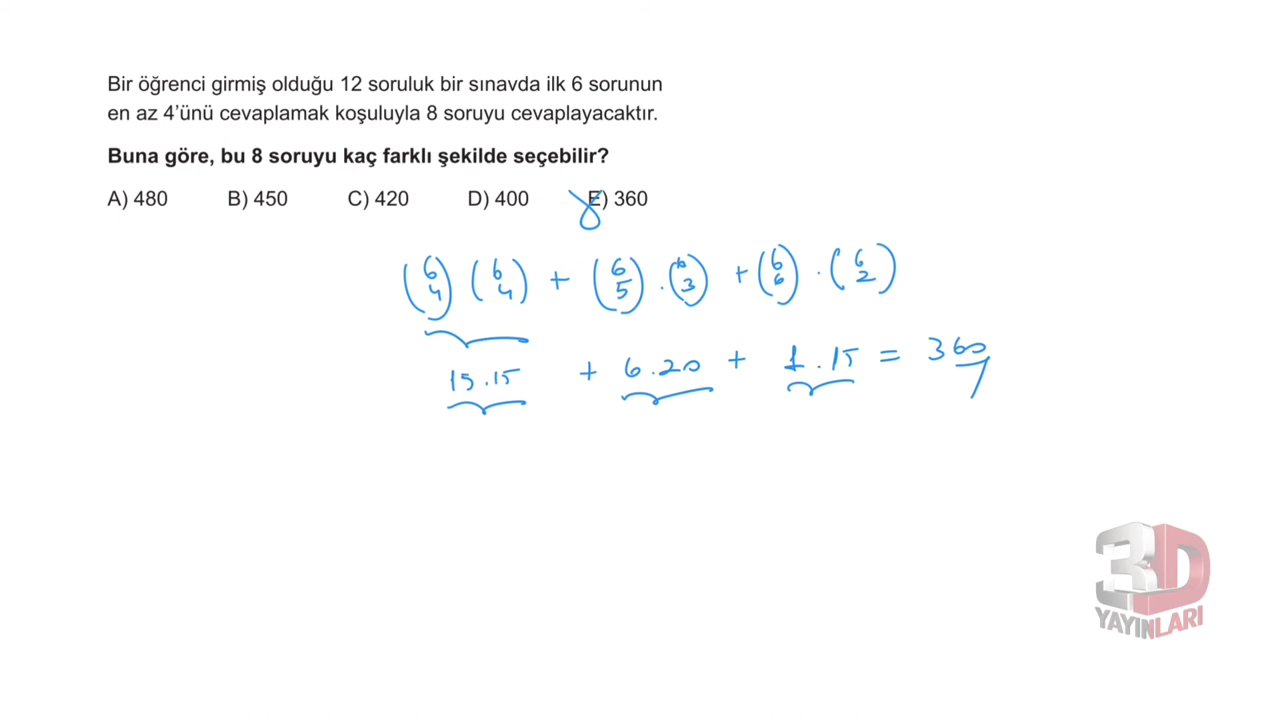 Bir öğrenci girmiş olduğu 12 soruluk bir sınavda ilk 6 sorunun
en az 4'ünü cevaplamak koşuluyla 8 soruyu cevaplayacaktır.
Buna göre, bu 8 soruyu kaç farklı şekilde seçebilir?
A) 480 B) 450 C) 420 D) 400 E) 360
(6 4) (6 4) + (6 5) . (6 3) + (6 6) . (6 2)
15.15 + 6.20 + 1.15 = 360
3D
YAYINLARI